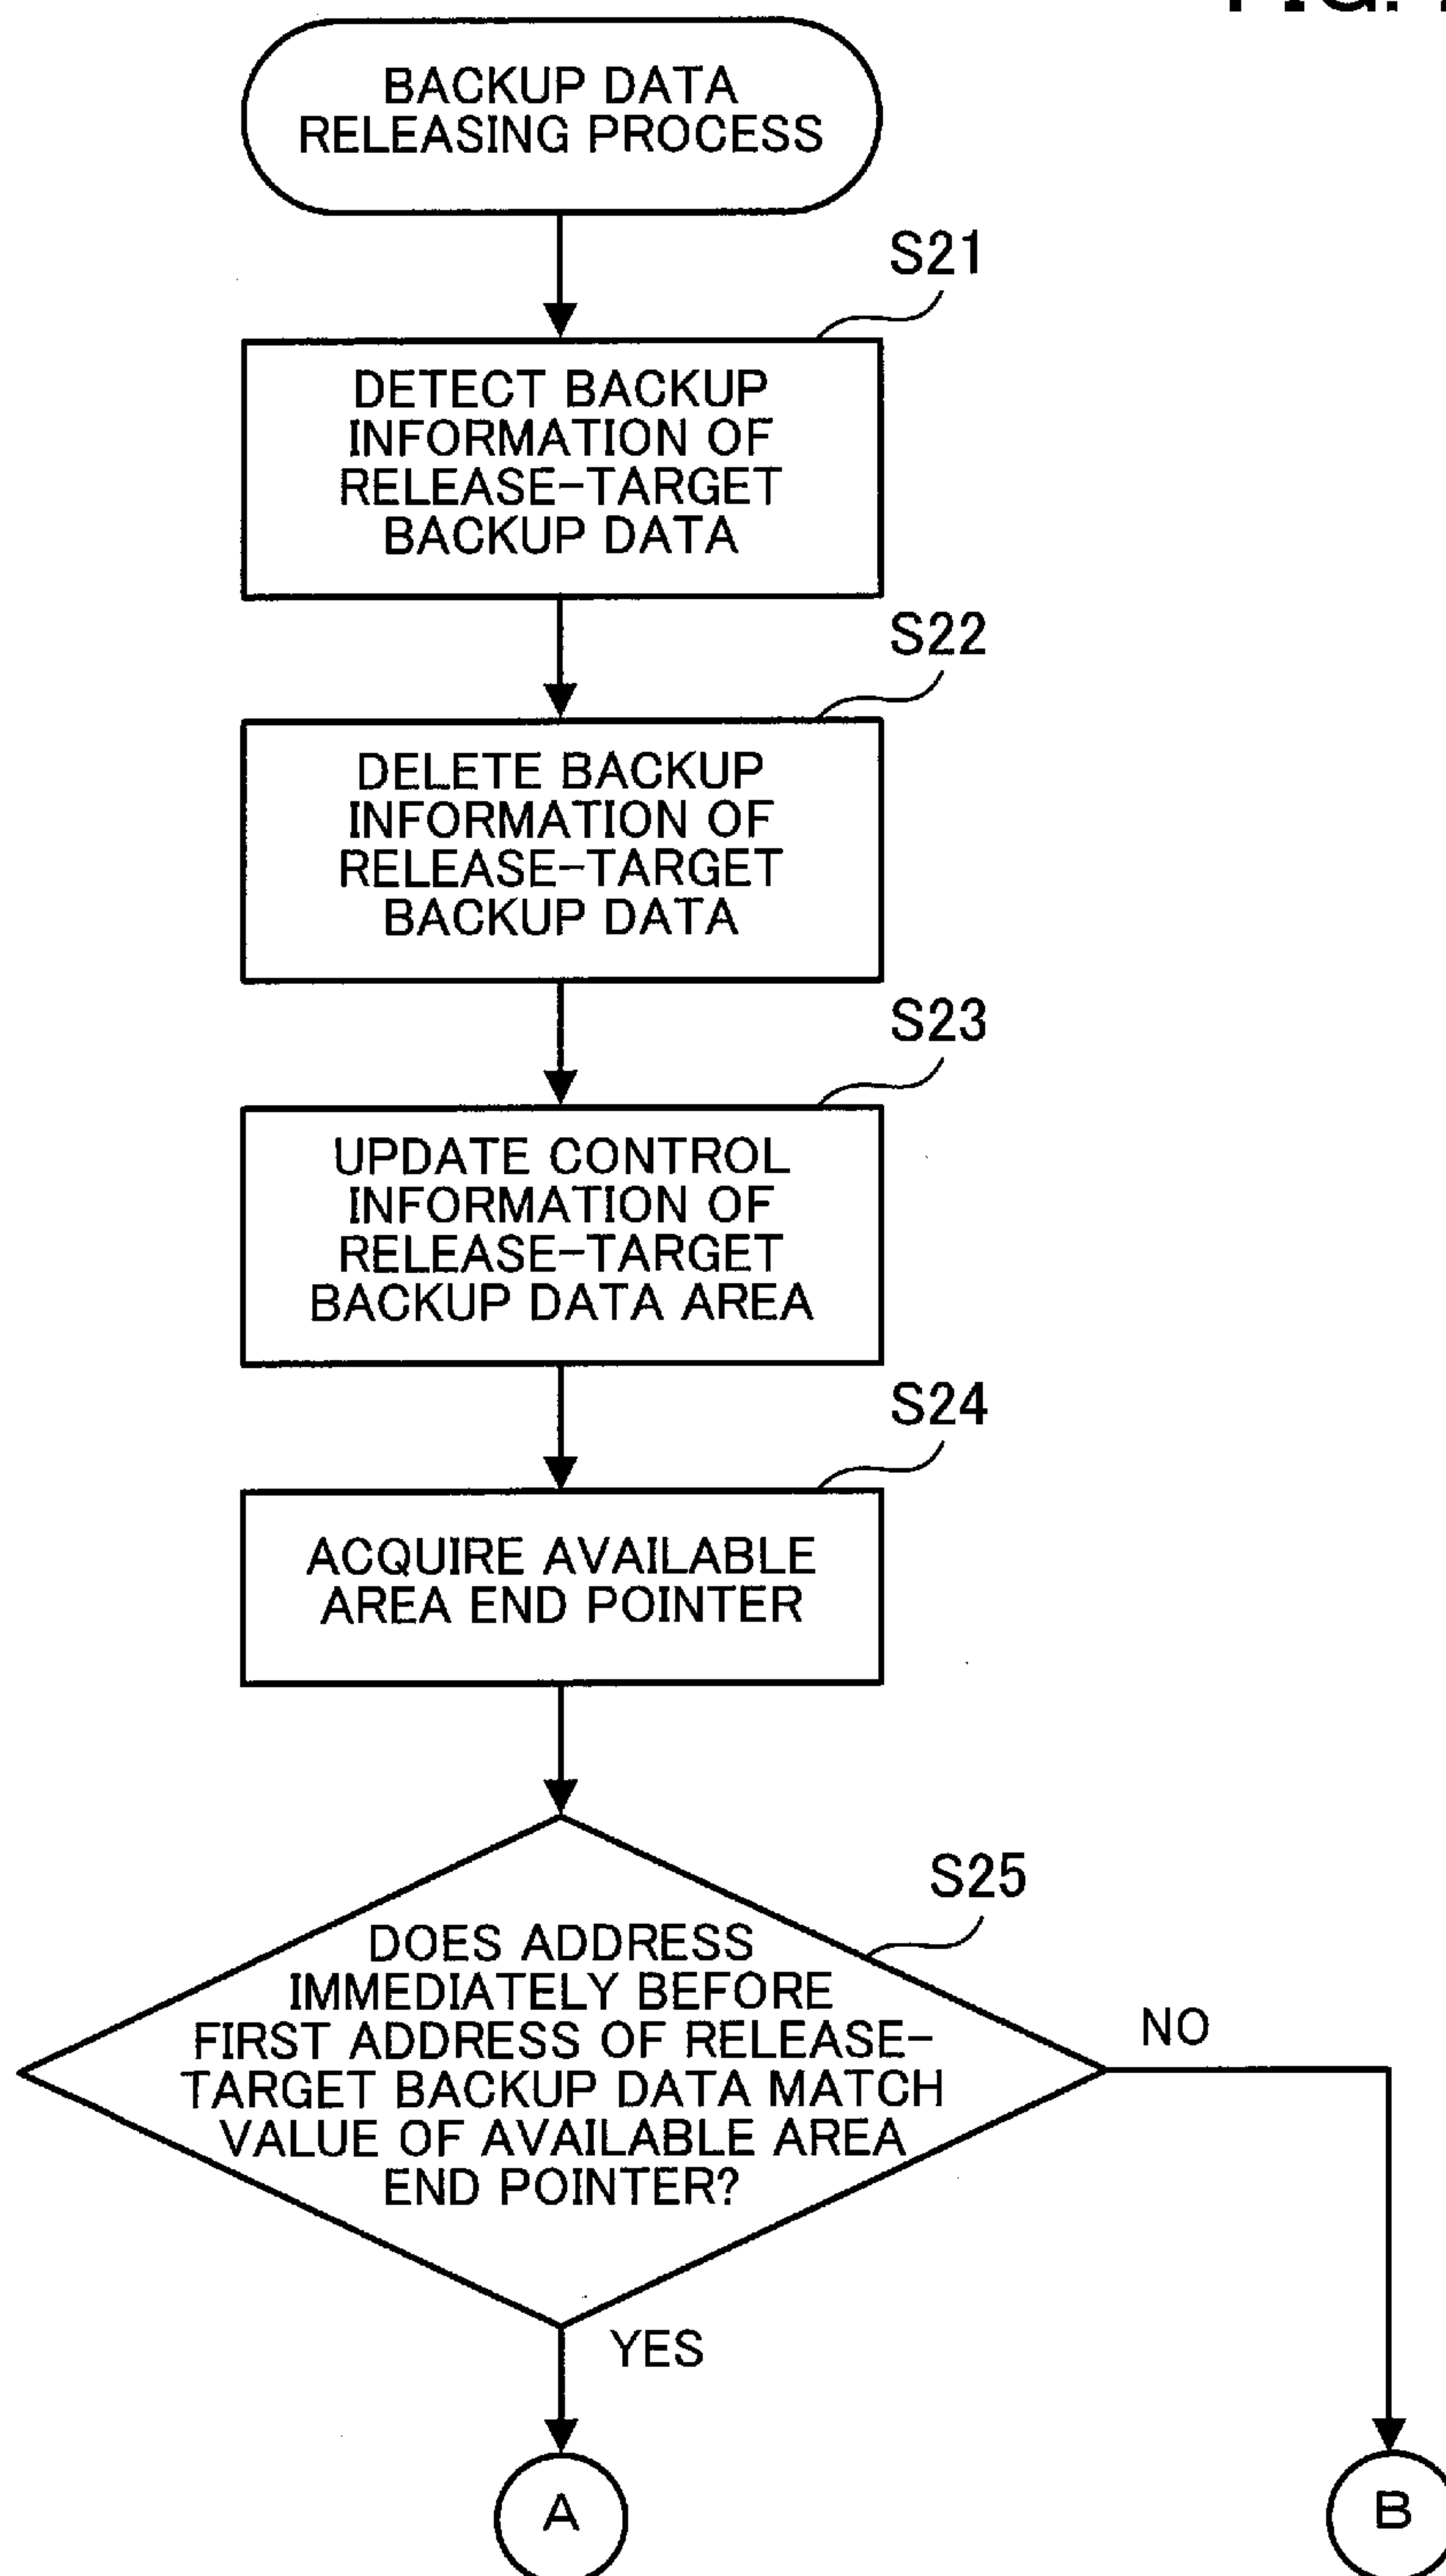 FIG.
BACKUP DATA
RELEASING PROCESS
S21
DETECT BACKUP
INFORMATION OF
RELEASE-TARGET
BACKUP DATA
S22
DELETE BACKUP
INFORMATION OF
RELEASE-TARGET
BACKUP DATA
S23
UPDATE CONTROL
INFORMATION OF
RELEASE-TARGET
BACKUP DATA AREA
S24
ACQUIRE AVAILABLE
AREA END POINTER
S25
DOES ADDRESS
IMMEDIATELY BEFORE
FIRST ADDRESS OF RELEASE-
TARGET BACKUP DATA MATCH
VALUE OF AVAILABLE AREA
END POINTER?
NO
YES
A
B